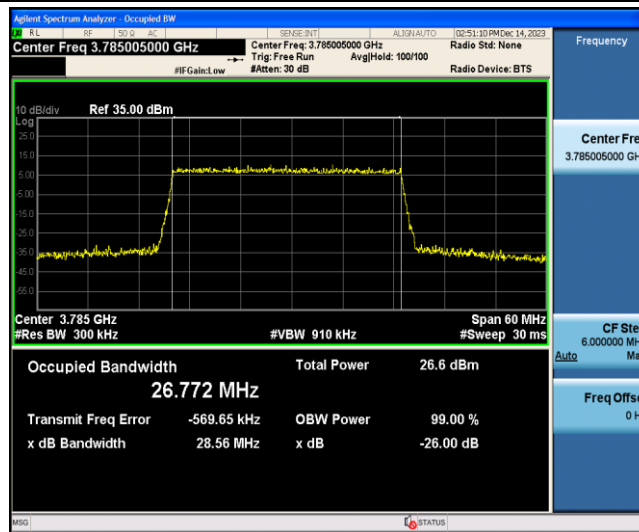 Agilent Spectrum Analyzer - Occupied BW
RL RF 50 Ω AC SENSE:INT ALIGN AUTO 02:51:10 PM Dec 14, 2023
Center Freq 3.785005000 GHz Center Freq: 3.785005000 GHz Radio Std: None Frequency
Trig: Free Run Avg|Hold: 100/100
#IFGain:Low #Atten: 30 dB Radio Device: BTS
10 dB/div Ref 35.00 dBm
Log
25.0
15.0
5.00
-5.00
-15.0
-25.0
-35.0
-45.0
-55.0
Center Fre
3.785005000 GH
Center 3.785 GHz Span 60 MHz
#Res BW 300 kHz #VBW 910 kHz #Sweep 30 ms
CF Ste
6.000000 MH
Auto Ma
Occupied Bandwidth Total Power 26.6 dBm
26.772 MHz
Freq Offs
0 H
Transmit Freq Error -569.65 kHz OBW Power 99.00 %
x dB Bandwidth 28.56 MHz x dB -26.00 dB
MSG STATUS